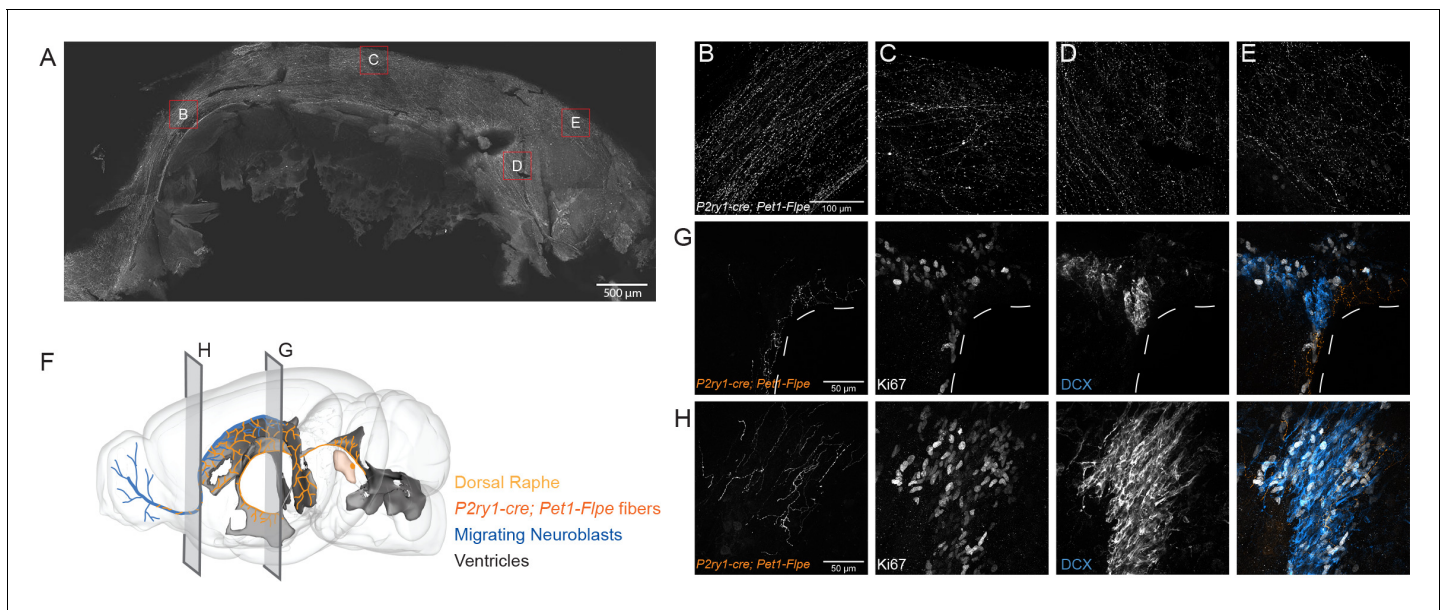 A
B
C
E
D
500 µm
B
C
D
E
P2ry1-cre; Pet1-Flpe
100 µm
G
P2ry1-cre; Pet1-Flpe
50 µm
Ki67
DCX
F
H
G
Dorsal Raphe
P2ry1-cre; Pet1-Flpe fibers
Migrating Neuroblasts
Ventricles
H
P2ry1-cre; Pet1-Flpe
50 µm
Ki67
DCX